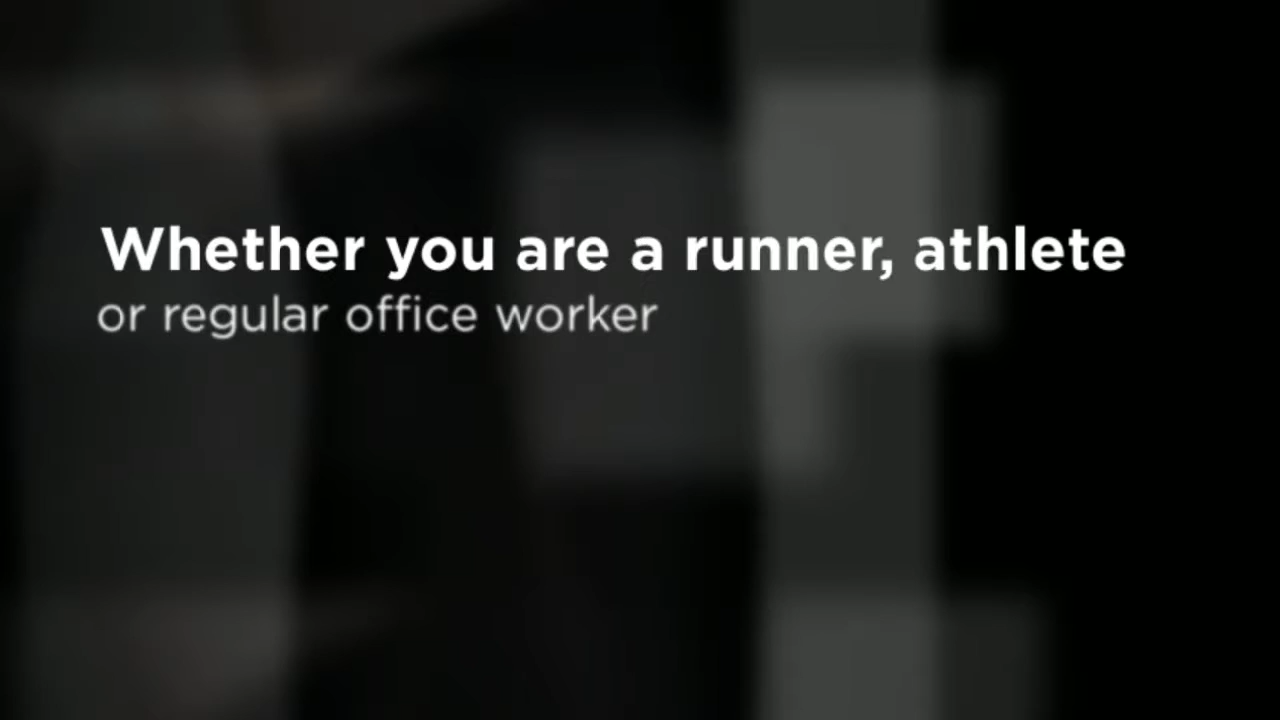 Whether you are a runner, athlete
or regular office worker